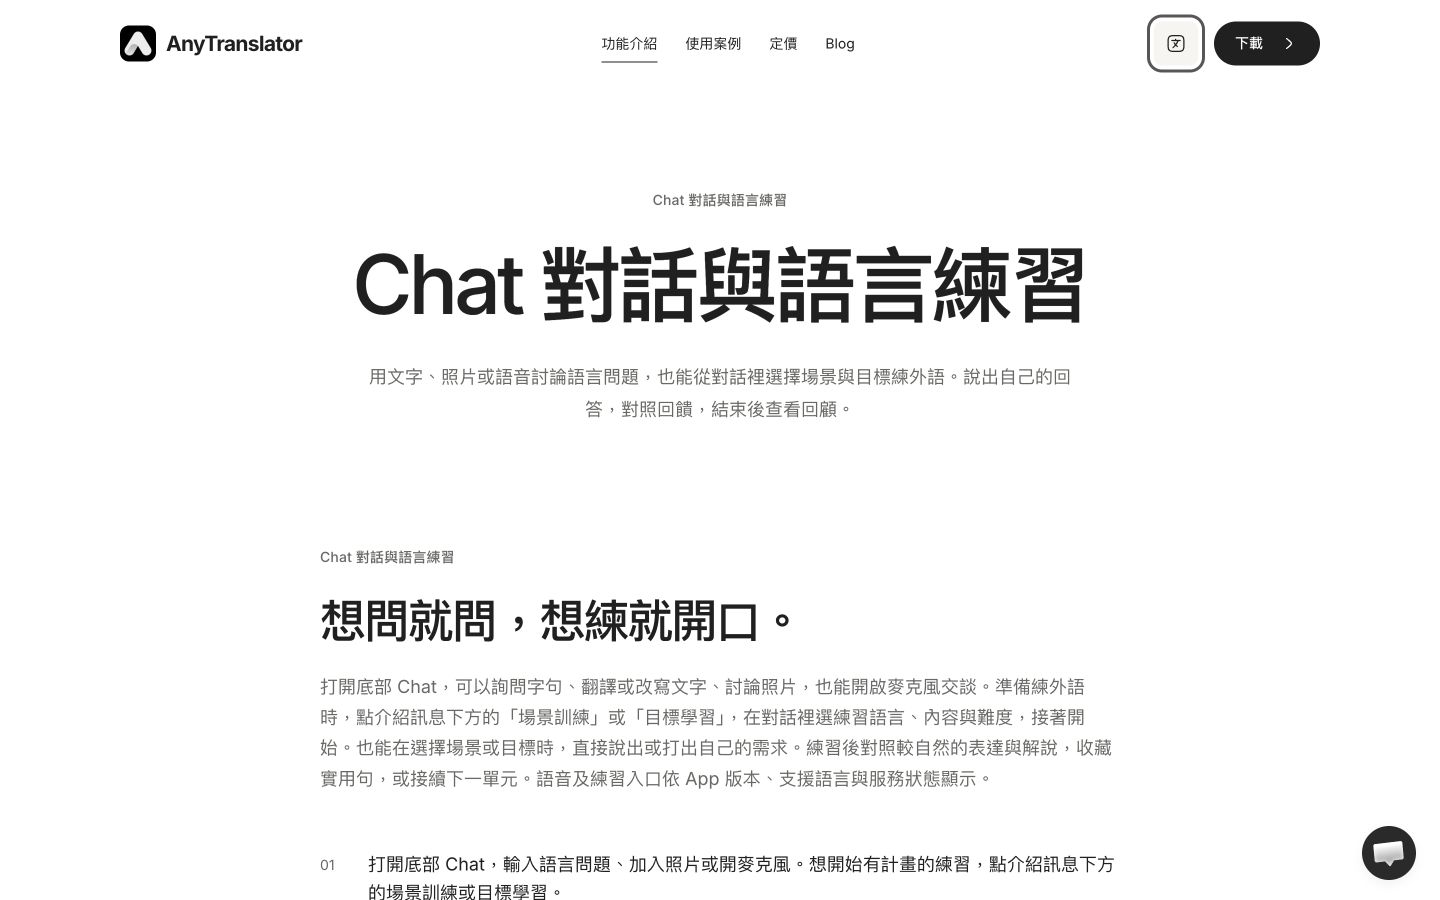 AnyTranslator
功能介紹
使用案例
定價
Blog
下載
Chat 對話與語言練習
Chat 對話與語言練習
用文字、照片或語音討論語言問題，也能從對話裡選擇場景與目標練外語。說出自己的回
答，對照回饋，結束後查看回顧。
Chat 對話與語言練習
想問就問，想練就開口。
打開底部 Chat，可以詢問字句、翻譯或改寫文字、討論照片，也能開啟麥克風交談。準備練外語
時，點介紹訊息下方的「場景訓練」或「目標學習」，在對話裡選練習語言、內容與難度，接著開
始。也能在選擇場景或目標時，直接說出或打出自己的需求。練習後對照較自然的表達與解說，收藏
實用句，或接續下一單元。語音及練習入口依 App 版本、支援語言與服務狀態顯示。
01
打開底部 Chat，輸入語言問題、加入照片或開麥克風。想開始有計畫的練習，點介紹訊息下方
的場景訓練或目標學習。